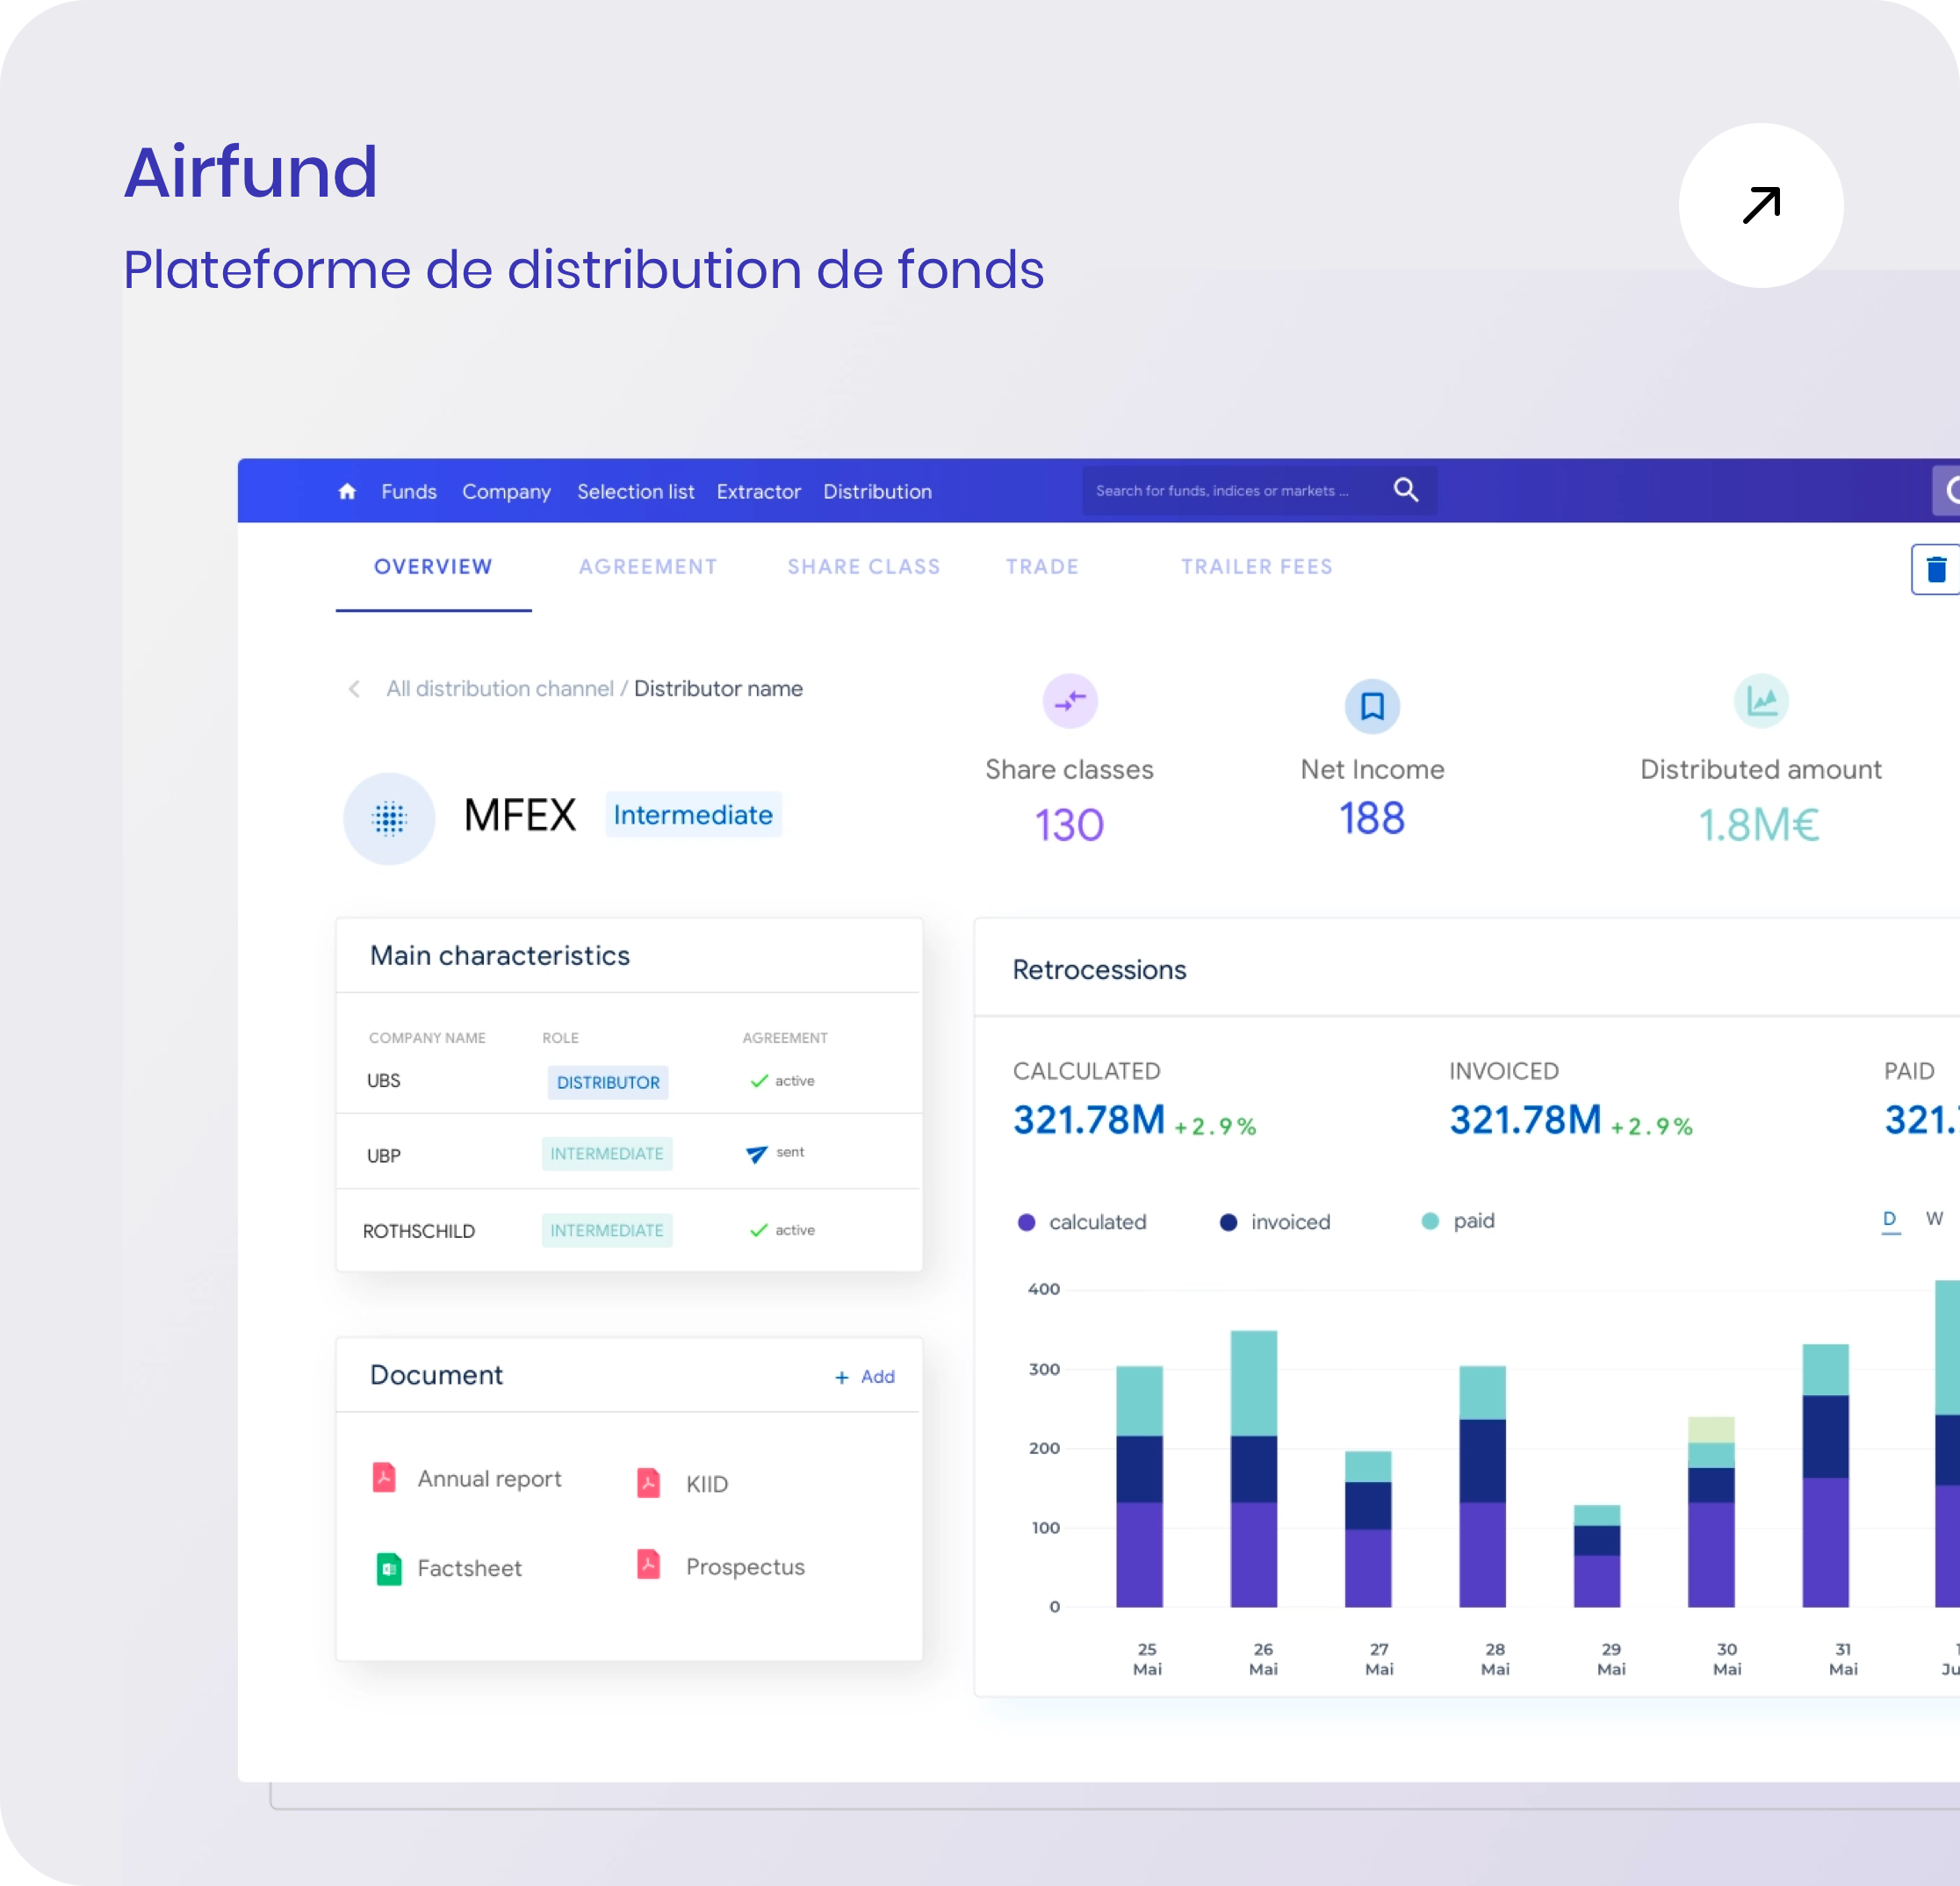 Airfund
Plateforme de distribution de fonds
Funds Company Selection list Extractor Distribution Search for funds, indices or markets ...
OVERVIEW AGREEMENT SHARE CLASS TRADE TRAILER FEES
All distribution channel / Distributor name
MFEX Intermediate
Share classes
130
Net Income
188
Distributed amount
1.8M€
Main characteristics
COMPANY NAME ROLE AGREEMENT
UBS DISTRIBUTOR active
UBP INTERMEDIATE sent
ROTHSCHILD INTERMEDIATE active
Document + Add
Annual report KIID
Factsheet Prospectus
Retrocessions
CALCULATED INVOICED PAID
321.78M +2.9% 321.78M +2.9% 321.
calculated invoiced paid D W
400
300
200
100
0
25 26 27 28 29 30 31
Mai Mai Mai Mai Mai Mai Mai